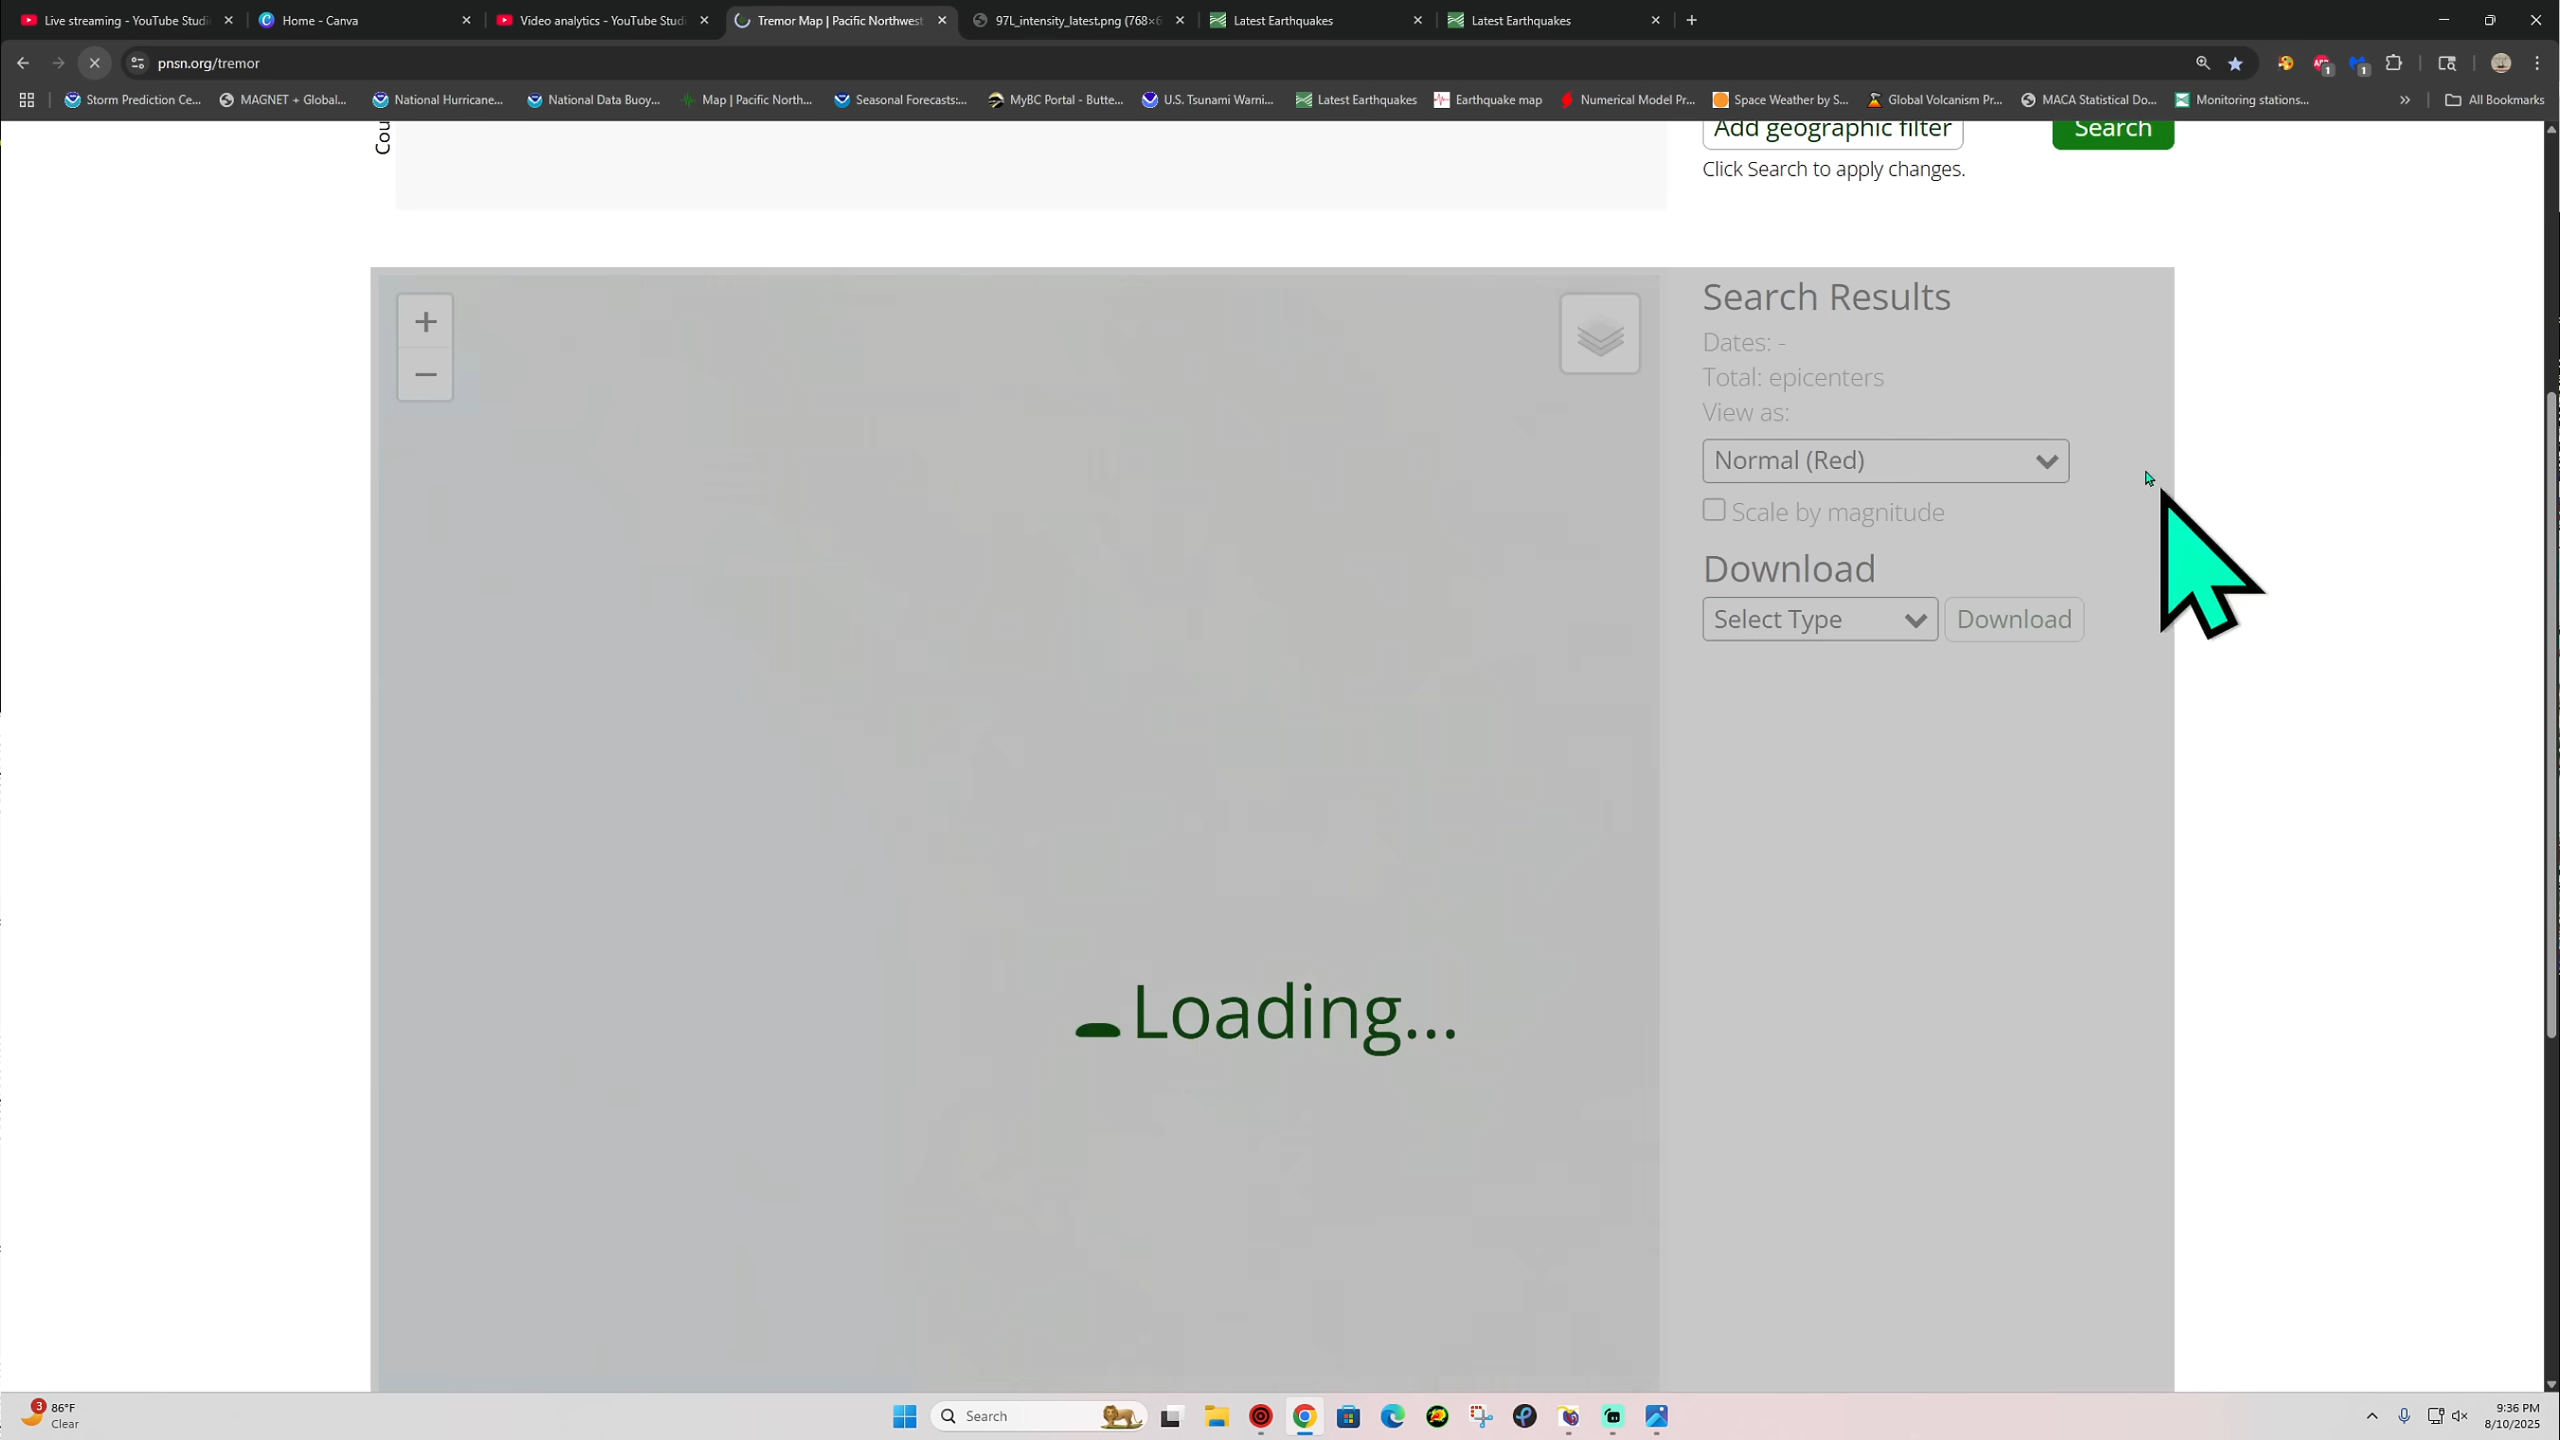 Live streaming - YouTube Studi
Home - Canva
Video analytics - YouTube Studi
Tremor Map | Pacific Northwest
97L_intensity_latest.png (768×6
Latest Earthquakes
Latest Earthquakes
pnsn.org/tremor
Storm Prediction Ce...
MAGNET + Global...
National Hurricane...
National Data Buoy...
Map | Pacific North...
Seasonal Forecasts:...
MyBC Portal - Butte...
U.S. Tsunami Warni...
Latest Earthquakes
Earthquake map
Numerical Model Pr...
Space Weather by S...
Global Volcanism Pr...
MACA Statistical Do...
Monitoring stations...
All Bookmarks
Cou
Add geographic filter
Search
Click Search to apply changes.
Search Results
Dates: -
Total: epicenters
View as:
Normal (Red)
Scale by magnitude
Download
Select Type
Download
Loading...
3
86°F
Clear
Search
9:36 PM
8/10/2025